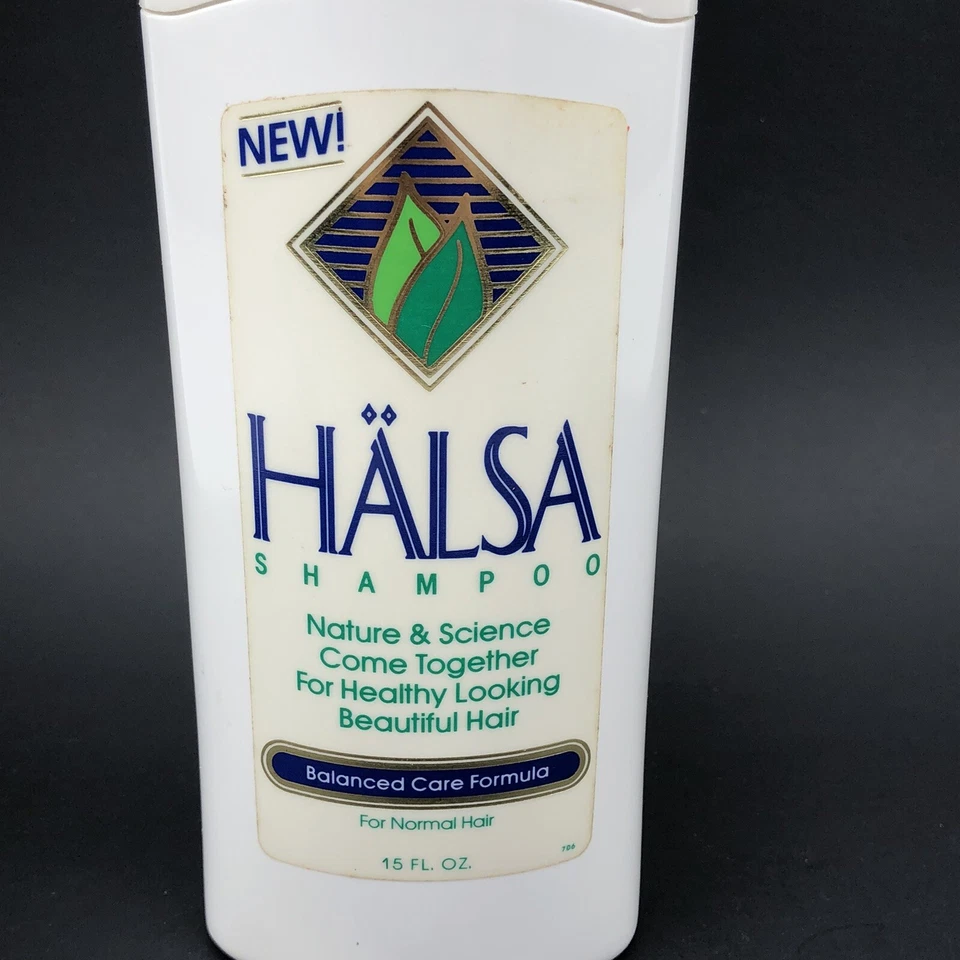 NEW!
HÄLSA
SHAMPOO
Nature & Science
Come Together
For Healthy Looking
Beautiful Hair
Balanced Care Formula
For Normal Hair
706
15 FL. OZ.